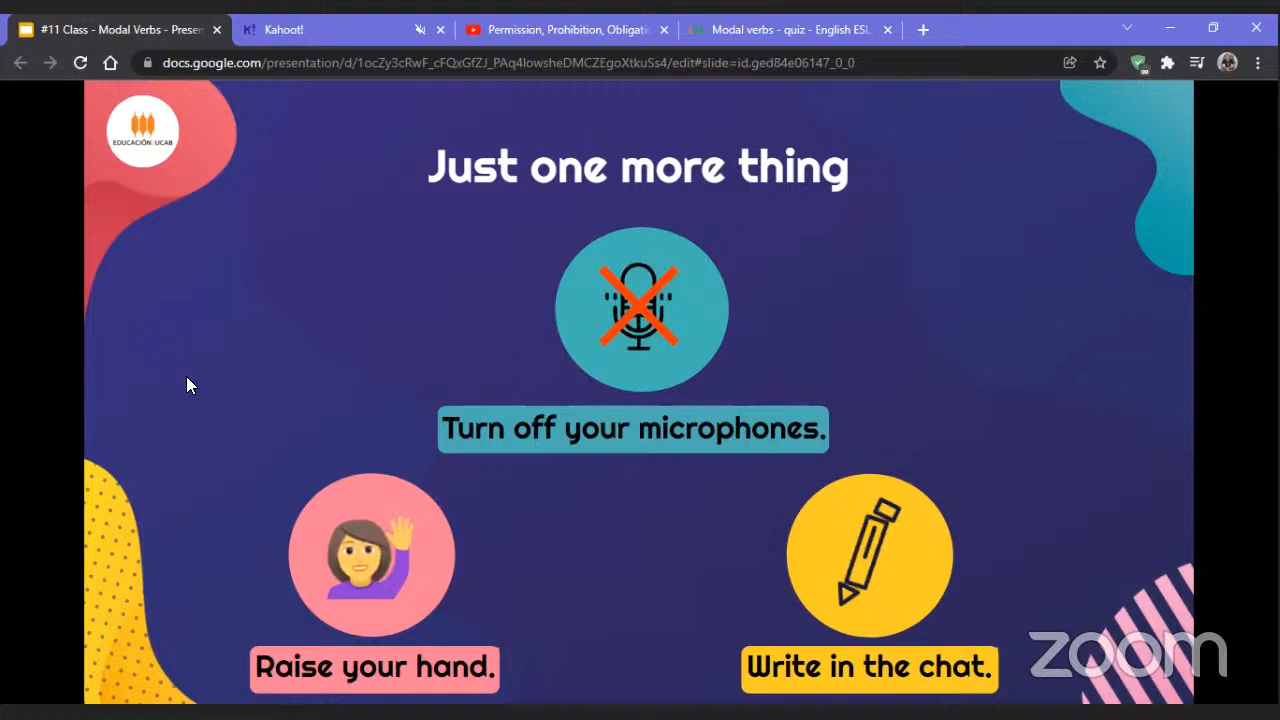 #11 Class - Modal Verbs - Presen
Kahoot!
Permission, Prohibition, Obligatio
Modal verbs - quiz - English ESL
docs.google.com/presentation/d/1ocZy3cRwF_cFQxGfZJ_PAq4IowsheDMCZEgoXtkuSs4/edit#slide=id.ged84e06147_0_0
EDUCACIÓN UCAB
Just one more thing
Turn off your microphones.
Raise your hand.
Write in the chat.
zoom